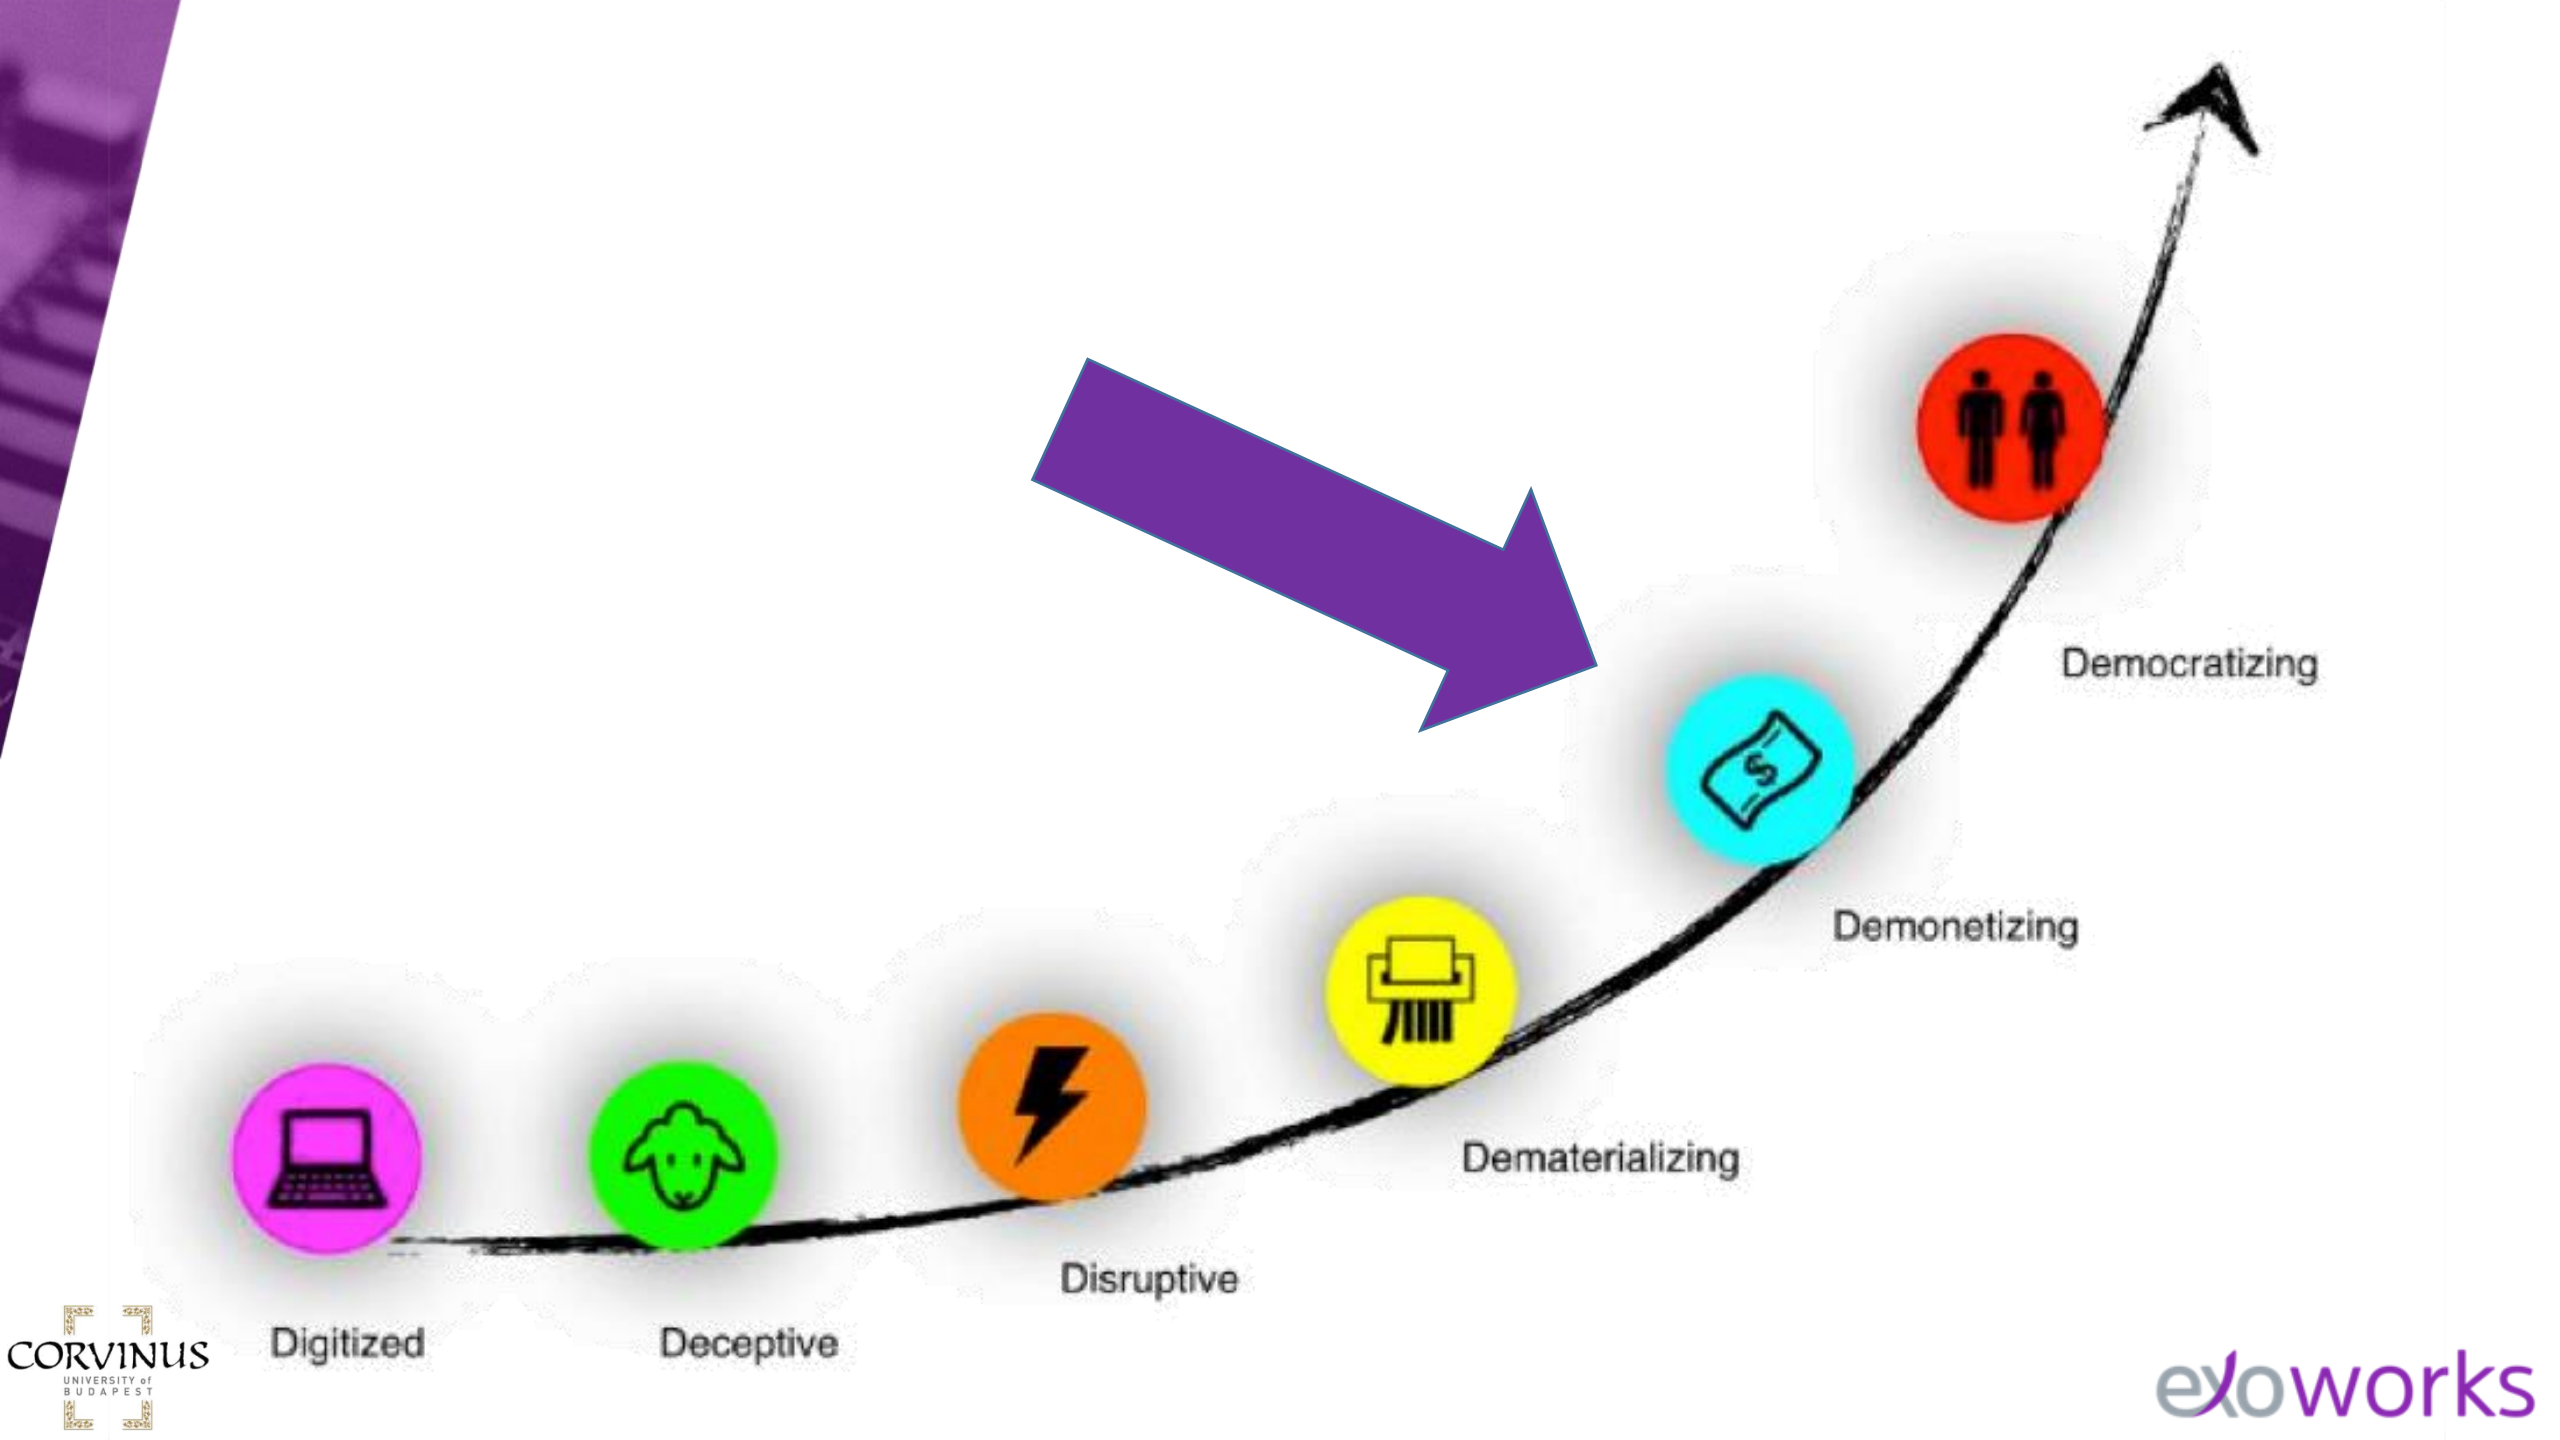 Democratizing
$
Demonetizing
Dematerializing
Disruptive
Digitized
Deceptive
CORVINUS
UNIVERSITY of
BUDAPEST
exoworks